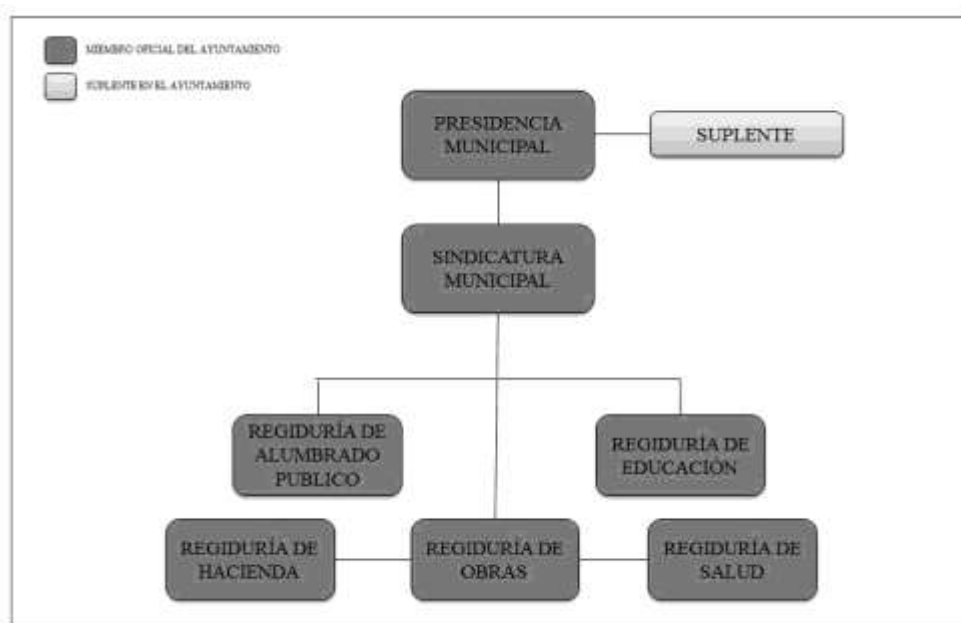 MIEMBRO OFICIAL DEL AYUNTAMIENTO
SUPLENTE EN EL AYUNTAMIENTO
PRESIDENCIA
MUNICIPAL
SUPLENTE
SINDICATURA
MUNICIPAL
REGIDURÍA DE
ALUMBRADO
PUBLICO
REGIDURÍA DE
EDUCACIÓN
REGIDURÍA DE
HACIENDA
REGIDURÍA DE
OBRAS
REGIDURÍA DE
SALUD